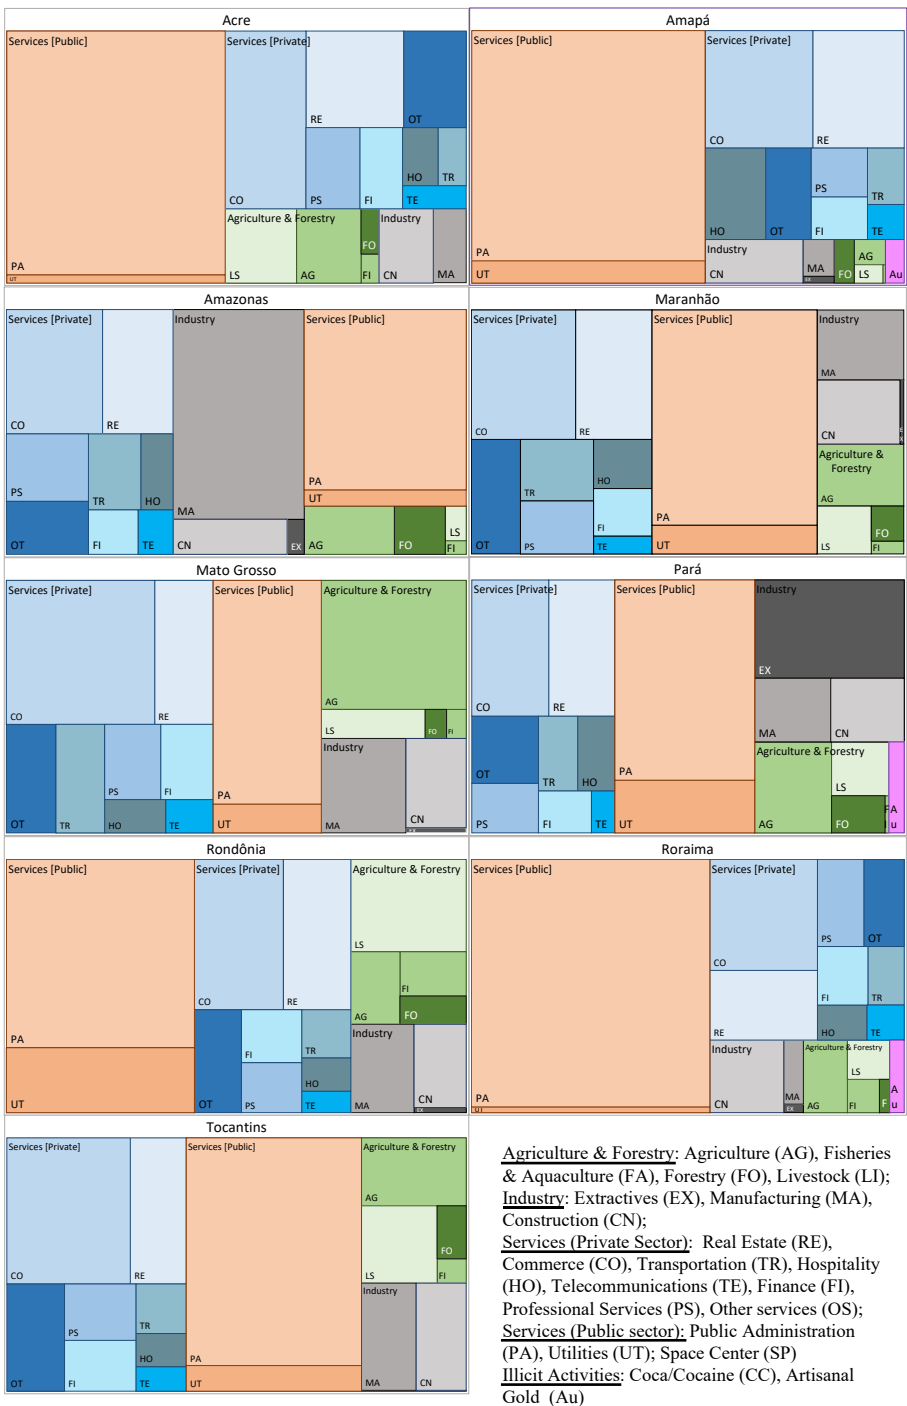 Acre
Services [Public]
Services [Private]
RE
OT
CO
PS
FI
HO
TR
TE
PA
UT
Agriculture & Forestry
LS
AG
FO
FI
Industry
CN
MA
Amapá
Services [Public]
Services [Private]
CO
RE
HO
OT
PS
FI
TR
TE
PA
UT
Industry
CN
MA
EX
FO
AG
LS
Au
Amazonas
Services [Private]
CO
RE
PS
OT
TR
HO
FI
TE
Industry
MA
CN
EX
Services [Public]
PA
UT
AG
FO
LS
FI
Maranhão
Services [Private]
CO
RE
OT
TR
PS
HO
FI
TE
Services [Public]
PA
UT
Industry
MA
CN
E
X
Agriculture &
Forestry
AG
LS
FO
FI
Mato Grosso
Services [Private]
CO
RE
OT
TR
PS
HO
FI
TE
Services [Public]
PA
UT
Agriculture & Forestry
AG
LS
FO
FI
Industry
MA
CN
EX
Pará
Services [Private]
CO
RE
OT
PS
TR
HO
FI
TE
Services [Public]
PA
UT
Industry
EX
MA
CN
Agriculture & Forestry
AG
LS
FO
F
I
A
u
Rondônia
Services [Public]
PA
UT
Services [Private]
CO
RE
OT
FI
PS
TR
HO
TE
Agriculture & Forestry
LS
AG
FI
FO
Industry
MA
CN
EX
Roraima
Services [Public]
PA
UT
Services [Private]
CO
RE
PS
OT
FI
TR
HO
TE
Industry
CN
MA
EX
Agriculture & Forestry
AG
LS
FI
F
A
u
Tocantins
Services [Private]
CO
RE
OT
PS
FI
TR
HO
TE
Services [Public]
PA
UT
Agriculture & Forestry
AG
LS
FO
FI
Industry
MA
CN
Agriculture & Forestry: Agriculture (AG), Fisheries
& Aquaculture (FA), Forestry (FO), Livestock (LI);
Industry: Extractives (EX), Manufacturing (MA),
Construction (CN);
Services (Private Sector): Real Estate (RE),
Commerce (CO), Transportation (TR), Hospitality
(HO), Telecommunications (TE), Finance (FI),
Professional Services (PS), Other services (OS);
Services (Public sector): Public Administration
(PA), Utilities (UT); Space Center (SP)
Illicit Activities: Coca/Cocaine (CC), Artisanal
Gold (Au)